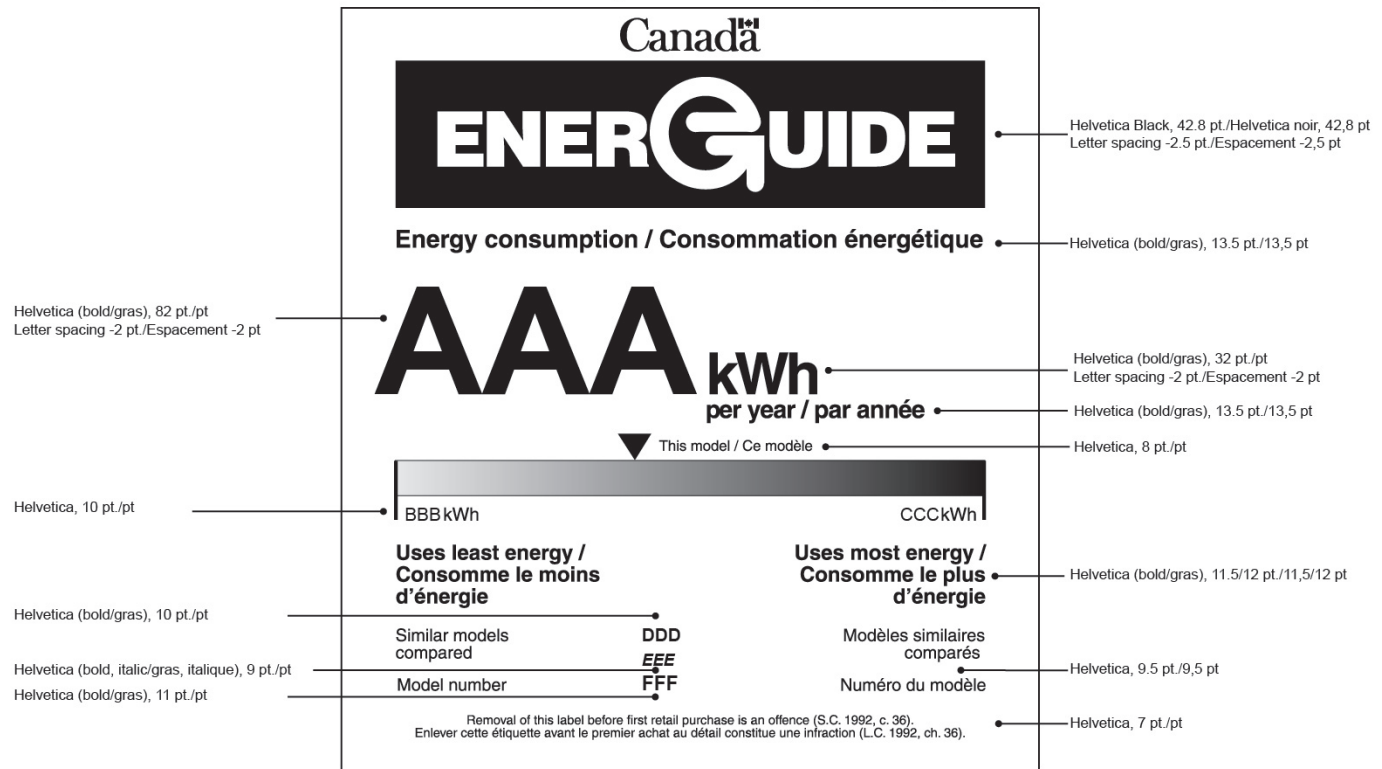 Canada
ENERGUIDE
Helvetica Black, 42.8 pt./Helvetica noir, 42,8 pt
Letter spacing -2.5 pt./Espacement -2,5 pt
Energy consumption / Consommation énergétique
Helvetica (bold/gras), 13.5 pt./13,5 pt
Helvetica (bold/gras), 82 pt./pt
Letter spacing -2 pt./Espacement -2 pt
AAA kWh
Helvetica (bold/gras), 32 pt./pt
Letter spacing -2 pt./Espacement -2 pt
per year / par année
Helvetica (bold/gras), 13.5 pt./13,5 pt
This model / Ce modèle
Helvetica, 8 pt./pt
Helvetica, 10 pt./pt
BBB kWh
CCC kWh
Uses least energy /
Consomme le moins
d'énergie
Uses most energy /
Consomme le plus
d'énergie
Helvetica (bold/gras), 11.5/12 pt./11,5/12 pt
Helvetica (bold/gras), 10 pt./pt
Similar models
compared
DDD
EEE
Modèles similaires
comparés
Helvetica (bold, italic/gras, italique), 9 pt./pt
Helvetica, 9.5 pt./9,5 pt
Helvetica (bold/gras), 11 pt./pt
Model number
FFF
Numéro du modèle
Removal of this label before first retail purchase is an offence (S.C. 1992, c. 36).
Enlever cette étiquette avant le premier achat au détail constitue une infraction (L.C. 1992, ch. 36).
Helvetica, 7 pt./pt